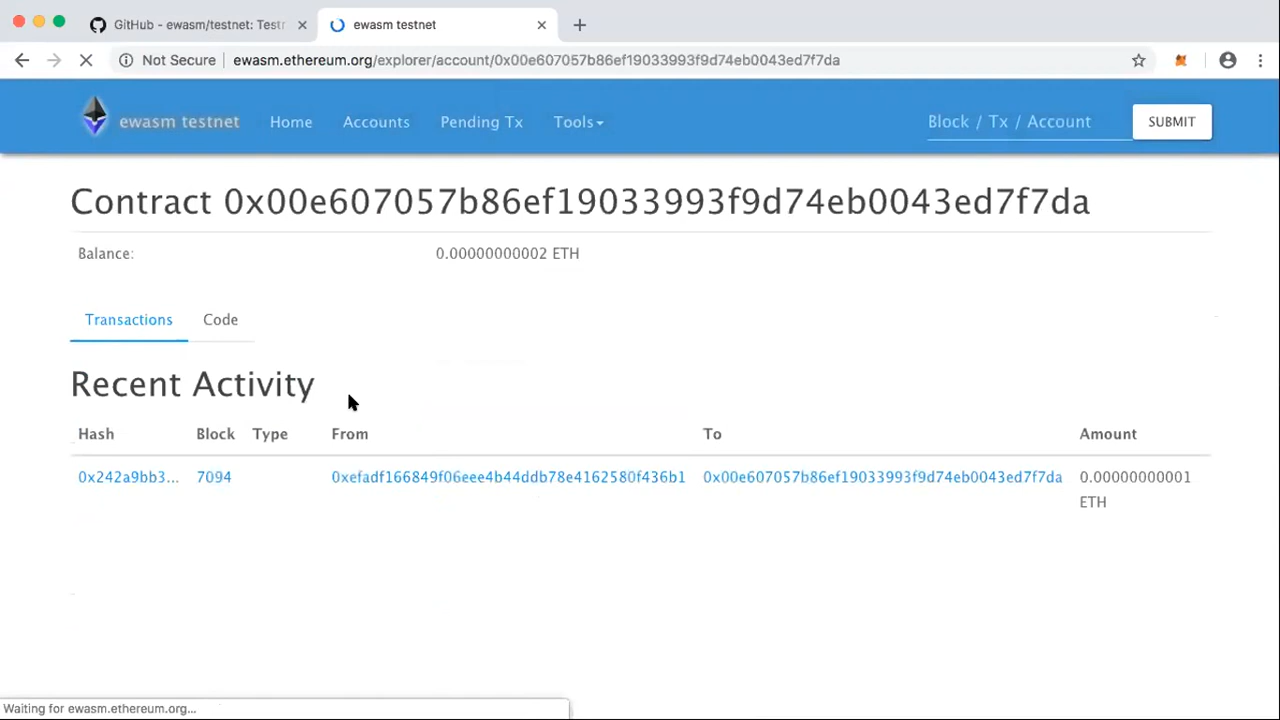 GitHub - ewasm/testnet: Testr
ewasm testnet
Not Secure ewasm.ethereum.org/explorer/account/0x00e607057b86ef19033993f9d74eb0043ed7f7da
ewasm testnet Home Accounts Pending Tx Tools Block / Tx / Account SUBMIT
Contract 0x00e607057b86ef19033993f9d74eb0043ed7f7da
Balance: 0.00000000002 ETH
Transactions Code
Recent Activity
Hash Block Type From To Amount
0x242a9bb3... 7094 0xefadf166849f06eee4b44ddb78e4162580f436b1 0x00e607057b86ef19033993f9d74eb0043ed7f7da 0.00000000001
ETH
Waiting for ewasm.ethereum.org...